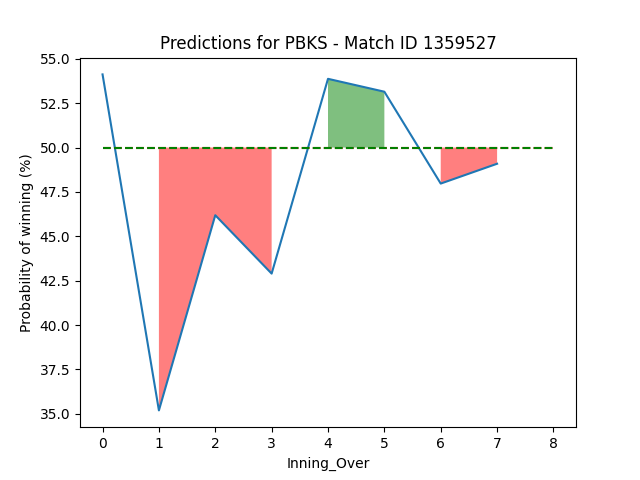 Predictions for PBKS - Match ID 1359527
Probability of winning (%)
55.0
52.5
50.0
47.5
45.0
42.5
40.0
37.5
35.0
0 1 2 3 4 5 6 7 8
Inning_Over